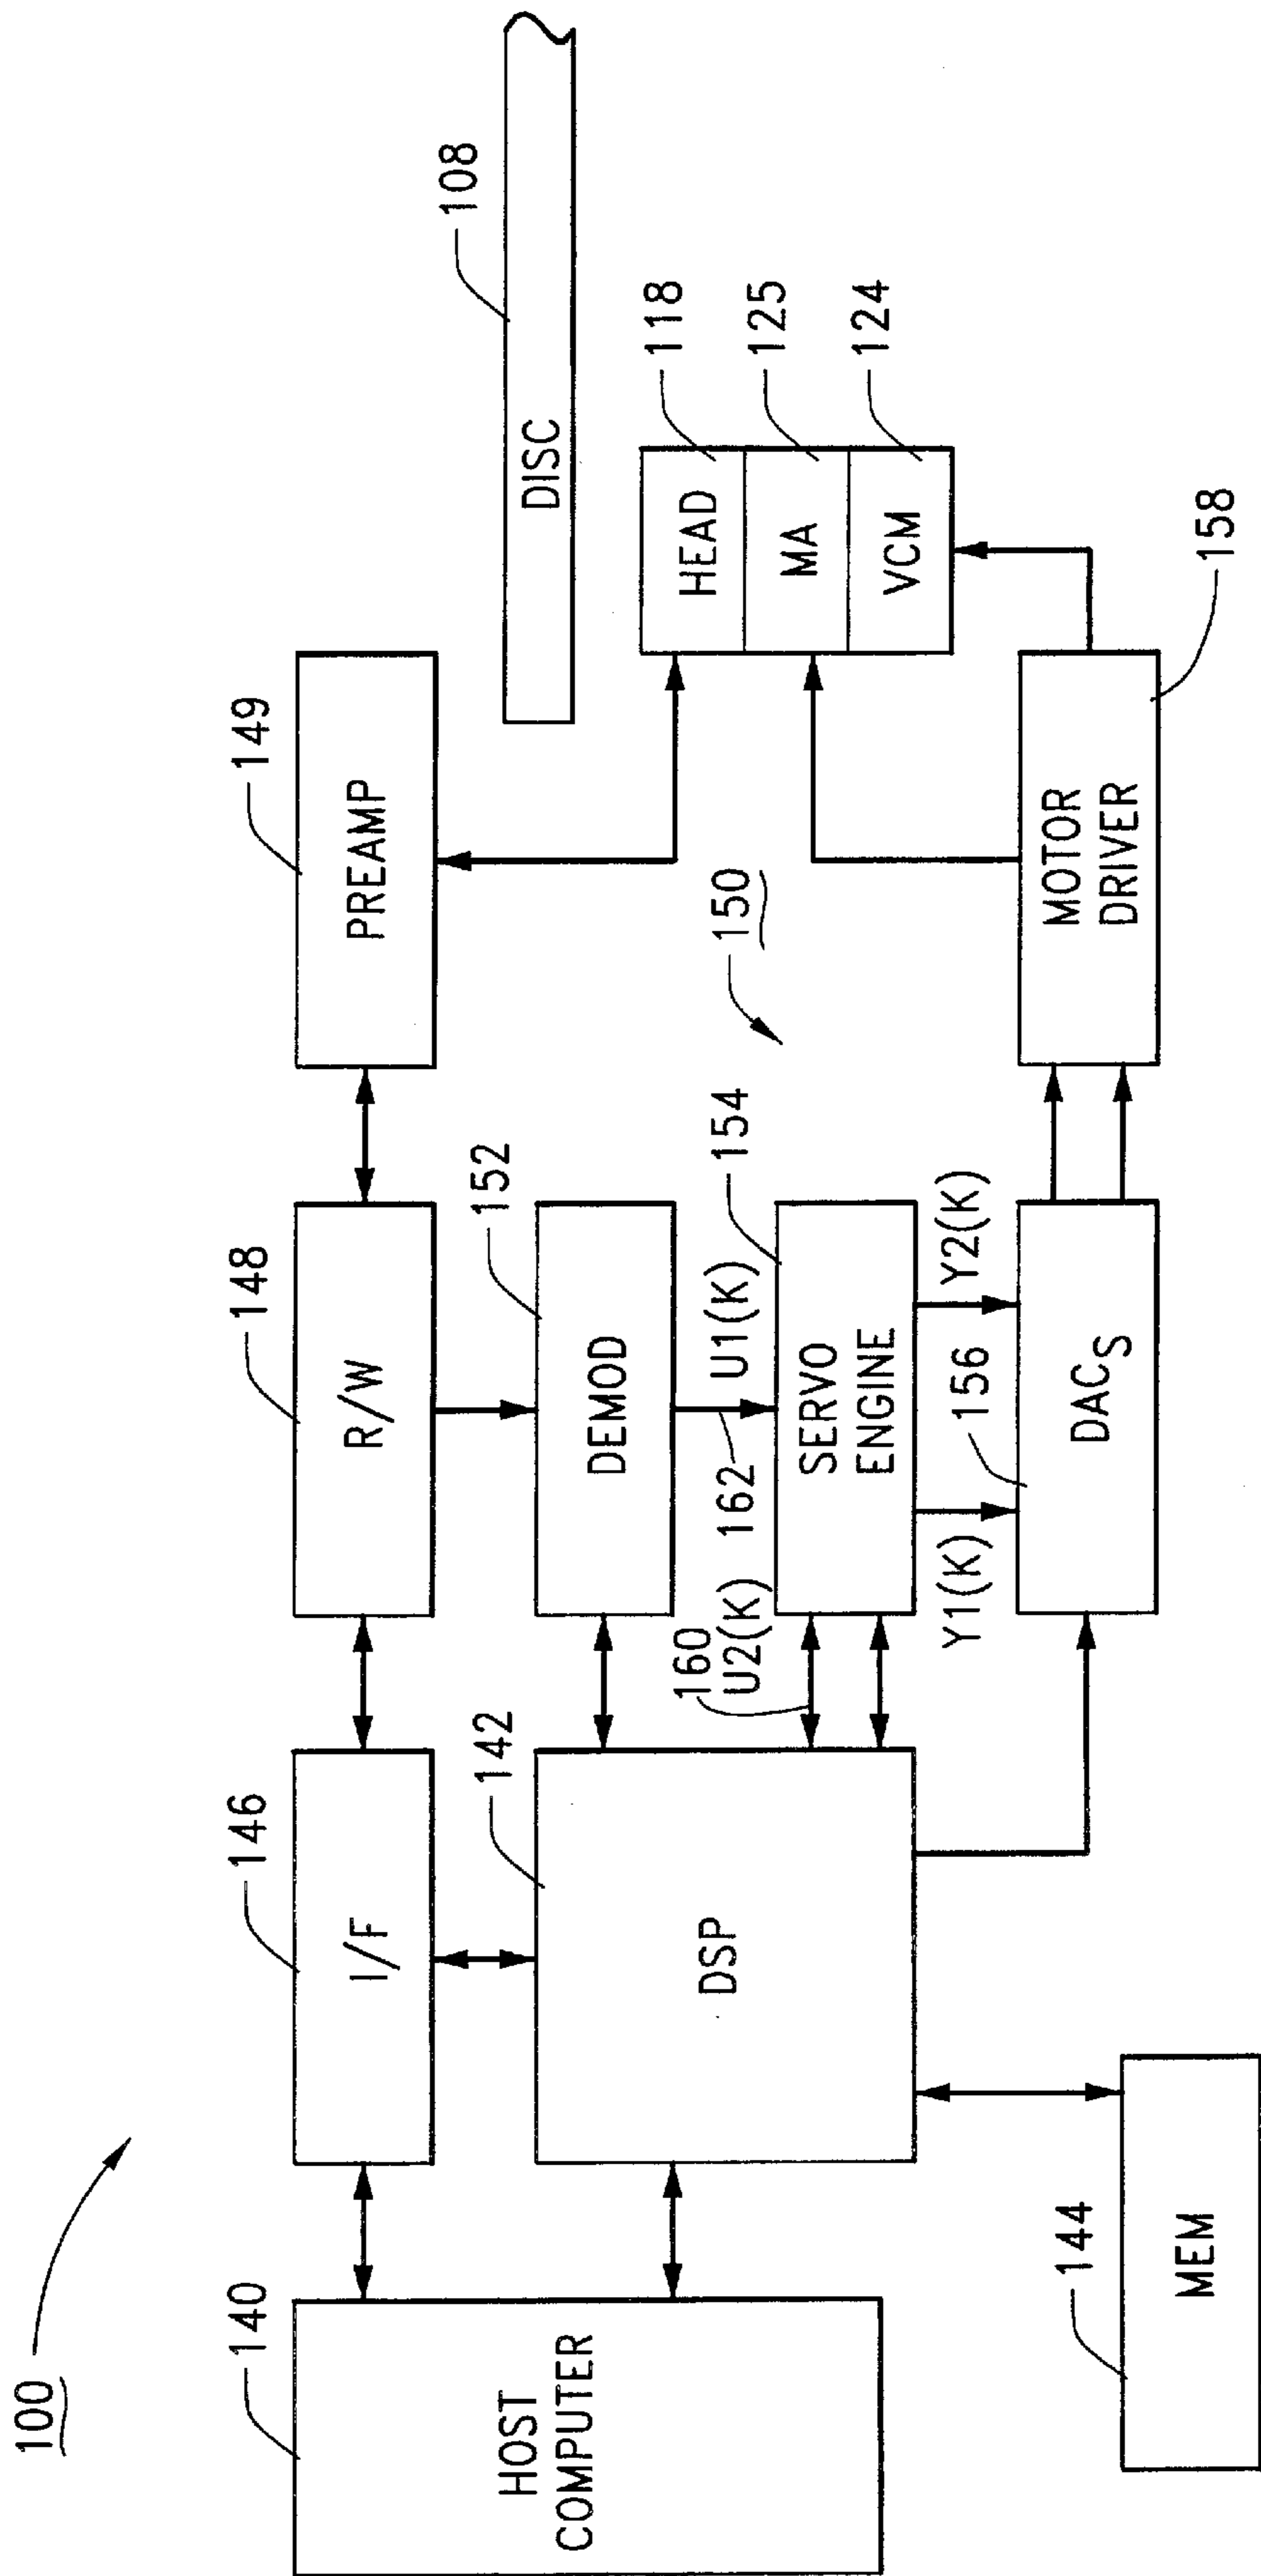 100
140
HOST
COMPUTER
146
I/F
148
R/W
149
PREAMP
108
DISC
142
DSP
152
DEMOD
160
U2(K)
162
U1(K)
154
SERVO
ENGINE
150
118
HEAD
125
MA
124
VCM
Y1(K)
Y2(K)
156
DACS
158
MOTOR
DRIVER
144
MEM